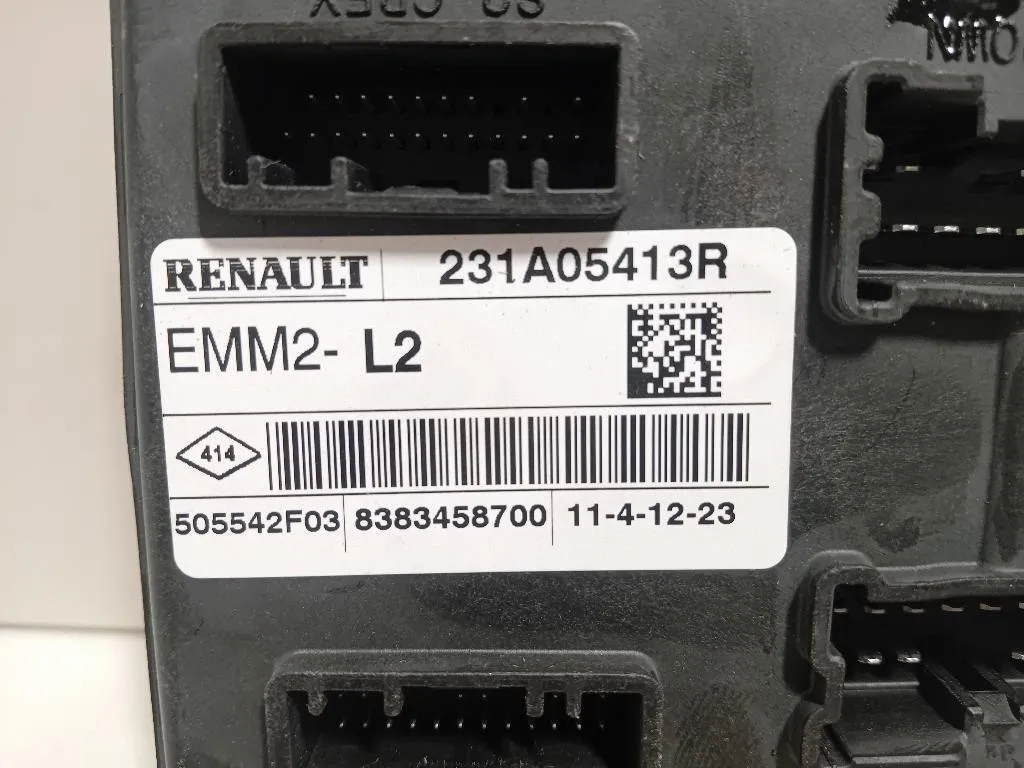 RENAULT 231A05413R
EMM2- L2
414
505542F03 8383458700 11-4-12-23